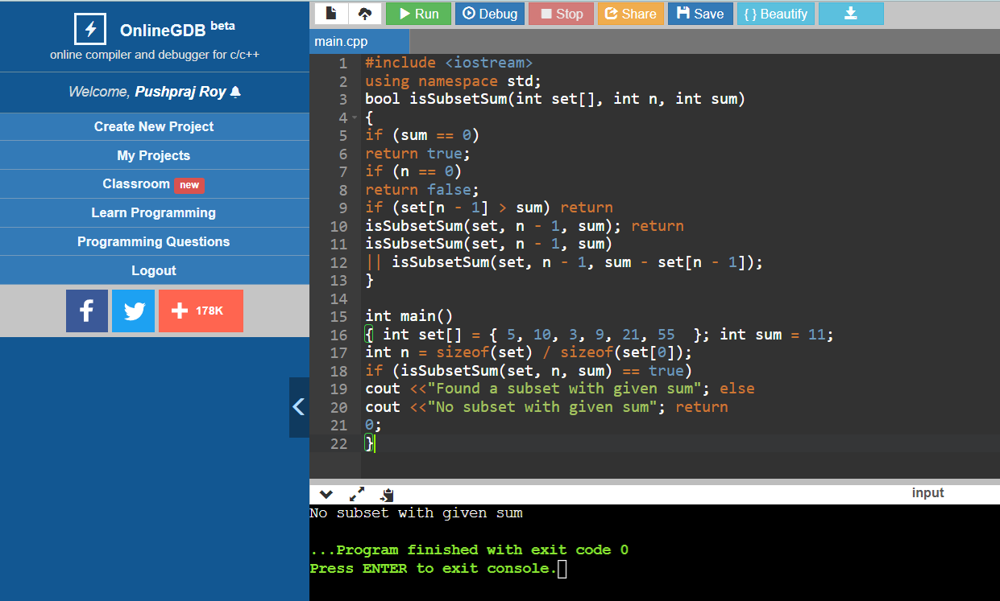 OnlineGDB beta
online compiler and debugger for c/c++
Welcome, Pushpraj Roy
Create New Project
My Projects
Classroom new
Learn Programming
Programming Questions
Logout
178K
Run Debug Stop Share Save { } Beautify
main.cpp
1 #include <iostream>
2 using namespace std;
3 bool isSubsetSum(int set[], int n, int sum)
4 {
5 if (sum == 0)
6 return true;
7 if (n == 0)
8 return false;
9 if (set[n - 1] > sum) return
10 isSubsetSum(set, n - 1, sum); return
11 isSubsetSum(set, n - 1, sum)
12 || isSubsetSum(set, n - 1, sum - set[n - 1]);
13 }
14
15 int main()
16 { int set[] = { 5, 10, 3, 9, 21, 55 }; int sum = 11;
17 int n = sizeof(set) / sizeof(set[0]);
18 if (isSubsetSum(set, n, sum) == true)
19 cout <<"Found a subset with given sum"; else
20 cout <<"No subset with given sum"; return
21 0;
22 }
input
No subset with given sum
...Program finished with exit code 0
Press ENTER to exit console.